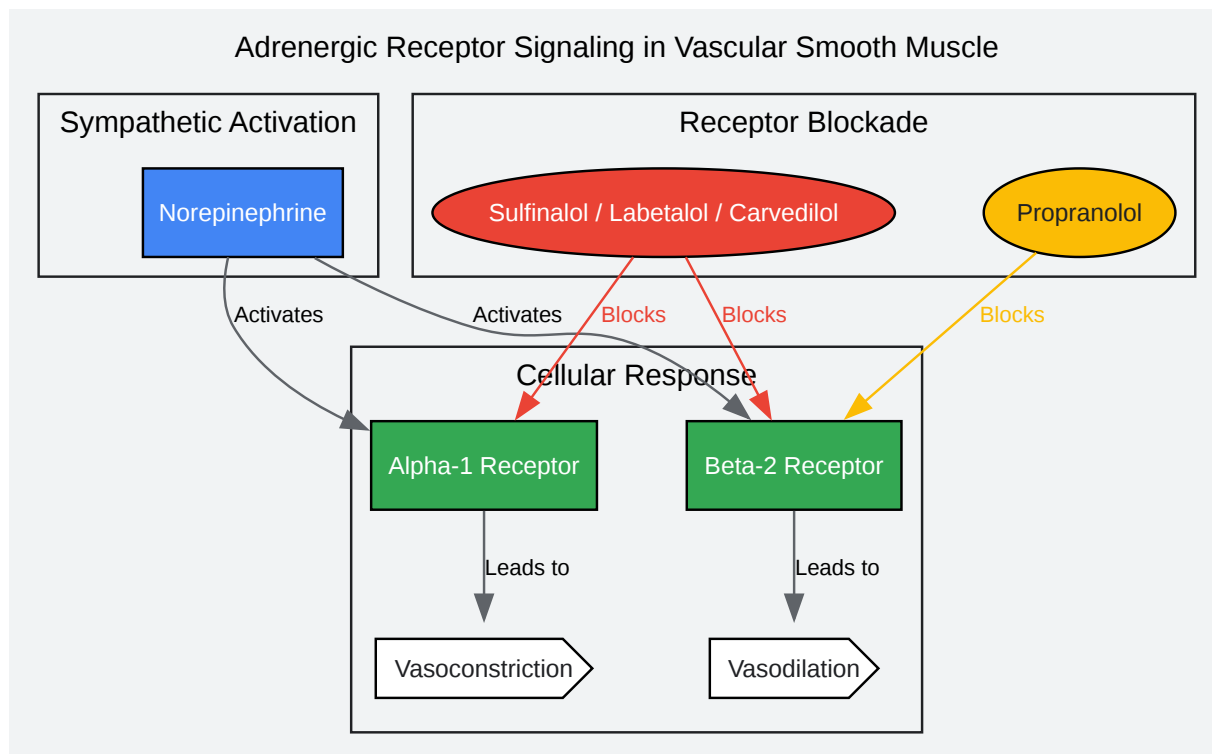 Adrenergic Receptor Signaling in Vascular Smooth Muscle
Sympathetic Activation
Receptor Blockade
Norepinephrine
Sulfinalol / Labetalol / Carvedilol
Propranolol
Activates
Activates
Blocks
Blocks
Blocks
Cellular Response
Alpha-1 Receptor
Beta-2 Receptor
Leads to
Leads to
Vasoconstriction
Vasodilation